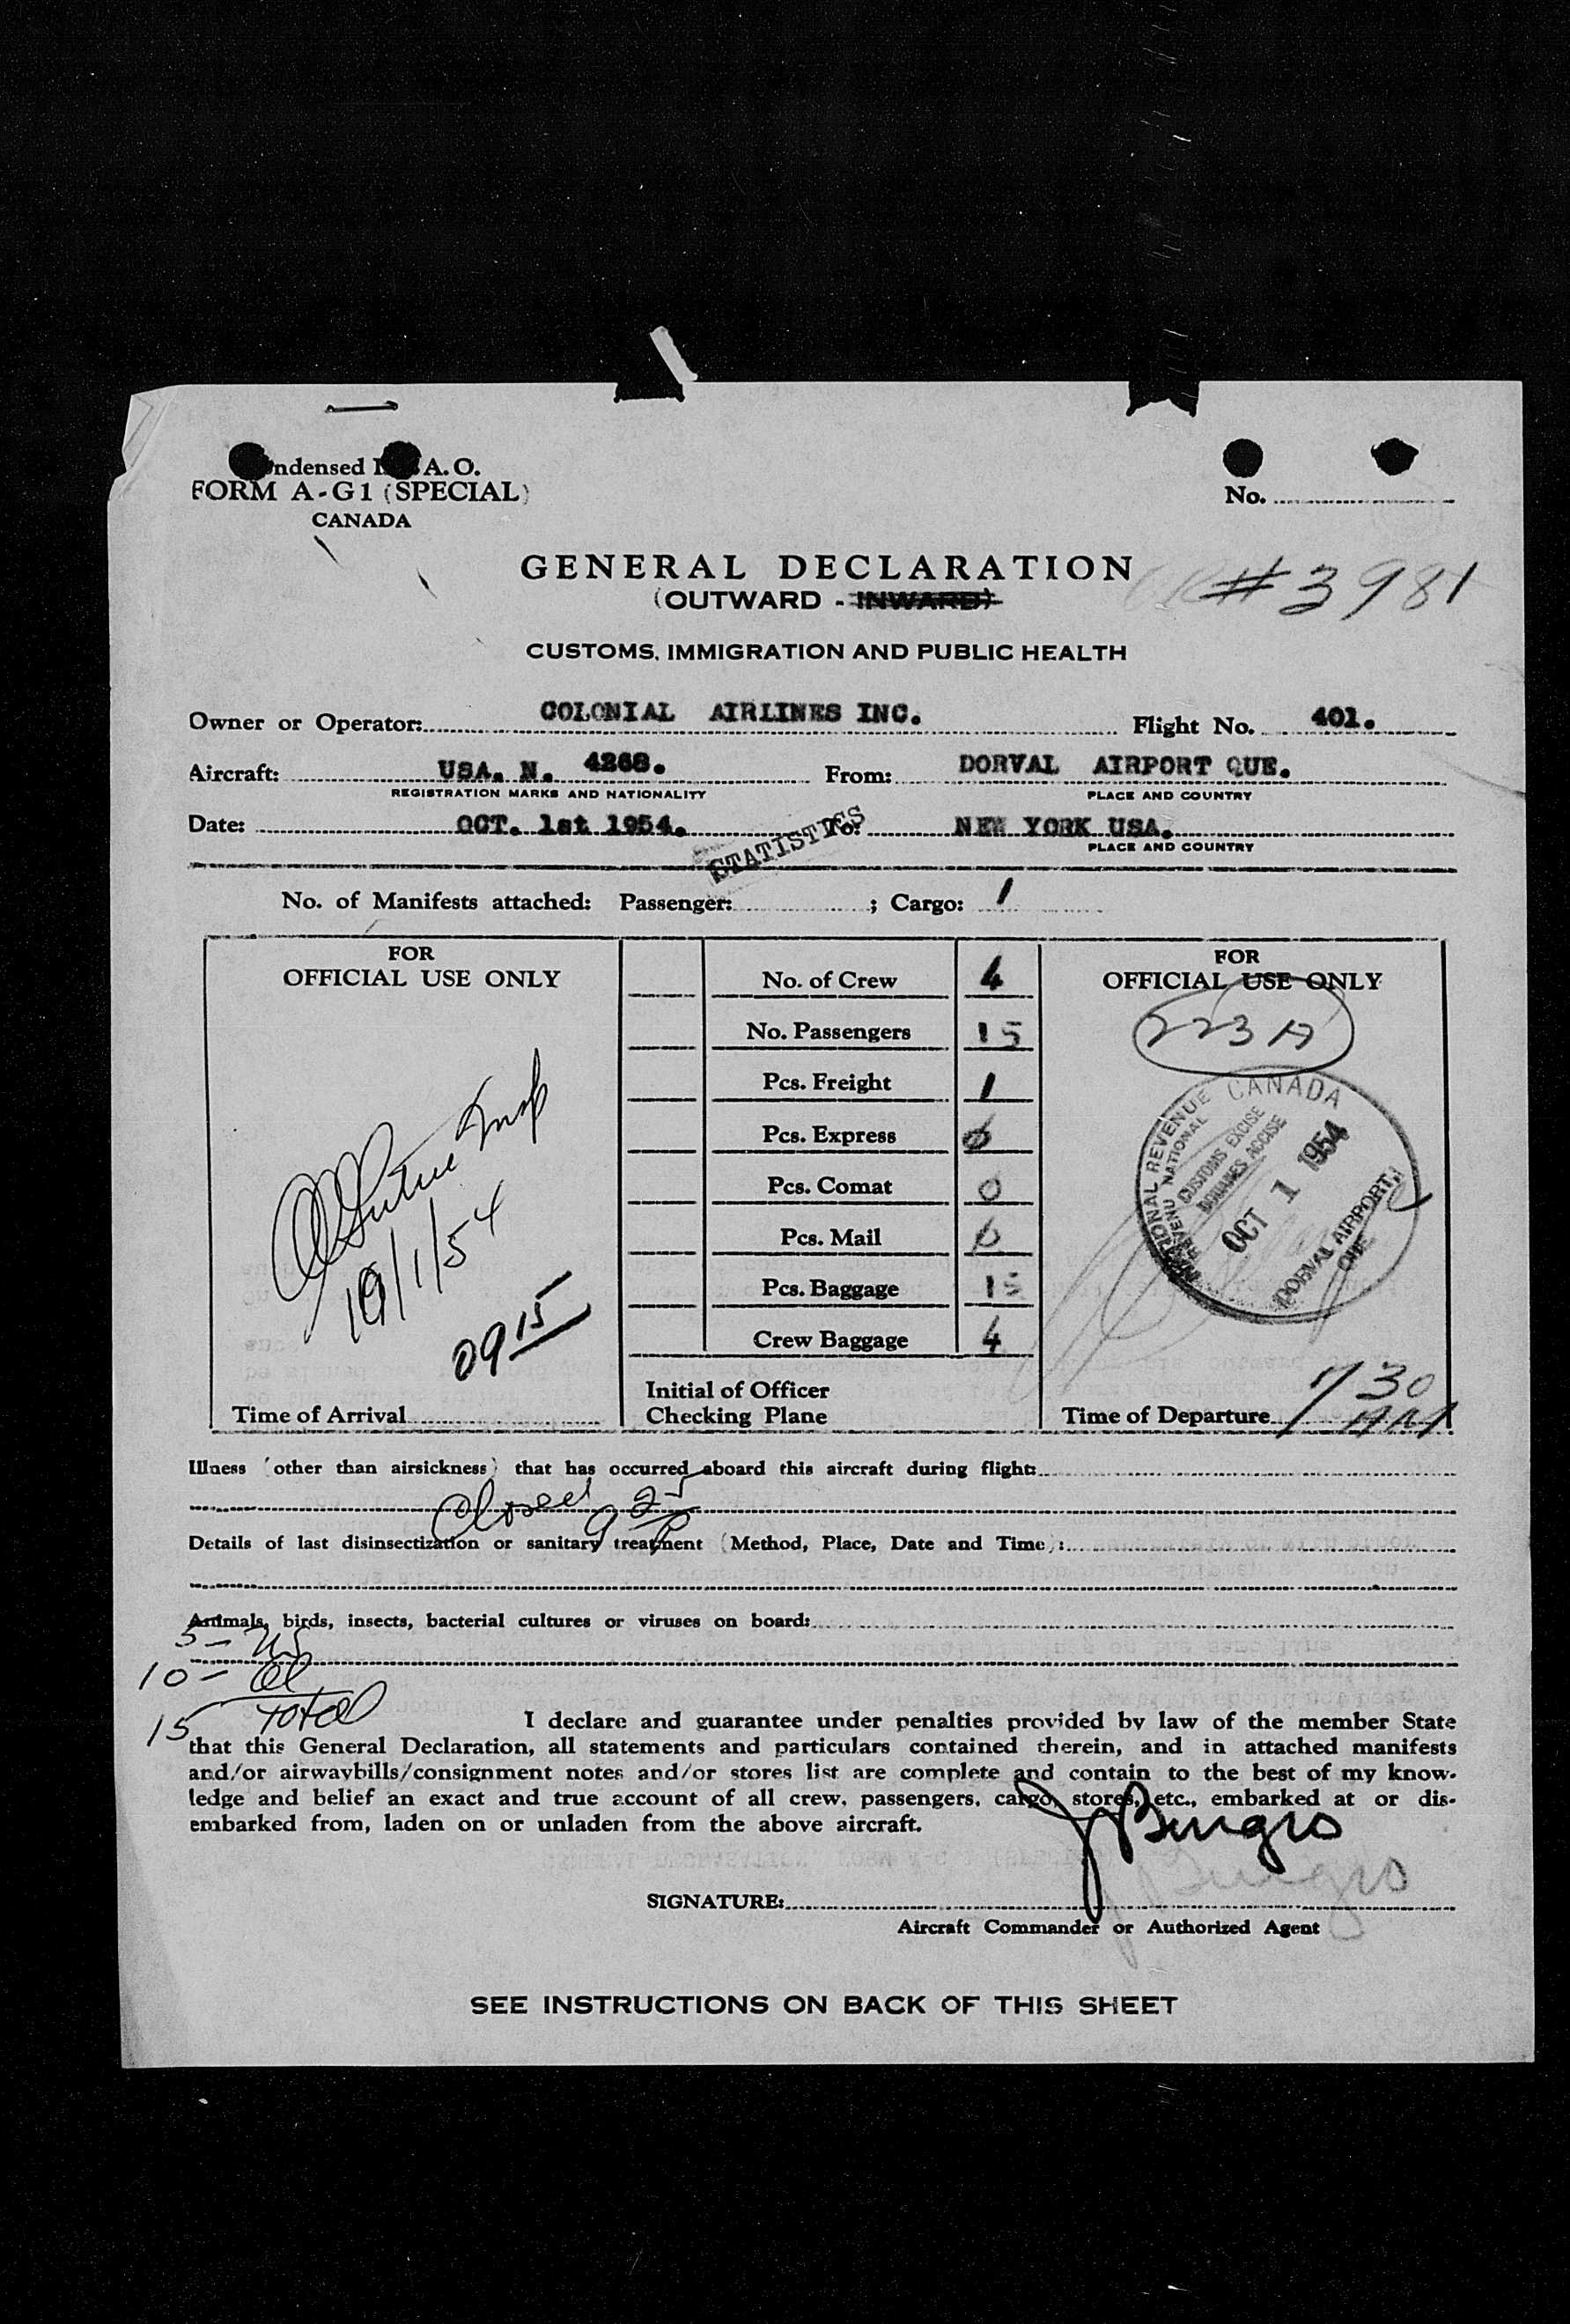 ndensed I A. O.
FORM A-G1 (SPECIAL)
CANADA
No.
GENERAL DECLARATION
(OUTWARD - INWARD)
#3981
CUSTOMS, IMMIGRATION AND PUBLIC HEALTH
Owner or Operator: COLONIAL AIRLINES INC. Flight No. 401.
Aircraft: USA. N. 4268. From: DORVAL AIRPORT QUE.
REGISTRATION MARKS AND NATIONALITY PLACE AND COUNTRY
Date: OCT. 1st 1954. To: NEW YORK USA.
PLACE AND COUNTRY
STATISTICS
No. of Manifests attached: Passenger: ; Cargo: 1
FOR
OFFICIAL USE ONLY
10/1/54
0915
Time of Arrival
No. of Crew 4
No. Passengers 15
Pcs. Freight 1
Pcs. Express 0
Pcs. Comat 0
Pcs. Mail 0
Pcs. Baggage 15
Crew Baggage 4
Initial of Officer
Checking Plane
FOR
OFFICIAL USE ONLY
223 A
CANADA
NATIONAL REVENUE
REVENU NATIONAL
CUSTOMS EXCISE
DOUANES ACCISE
OCT 1 1954
DORVAL AIRPORT,
QUE
730
AM
Time of Departure
Illness (other than airsickness) that has occurred aboard this aircraft during flight:
Closed 925
Details of last disinsectization or sanitary treatment (Method, Place, Date and Time):
Animals, birds, insects, bacterial cultures or viruses on board:
5 - US
10 - al
15 Total
I declare and guarantee under penalties provided by law of the member State
that this General Declaration, all statements and particulars contained therein, and in attached manifests
and/or airwaybills/consignment notes and/or stores list are complete and contain to the best of my know-
ledge and belief an exact and true account of all crew, passengers, cargo, stores, etc., embarked at or dis-
embarked from, laden on or unladen from the above aircraft.
SIGNATURE:
Aircraft Commander or Authorized Agent
SEE INSTRUCTIONS ON BACK OF THIS SHEET